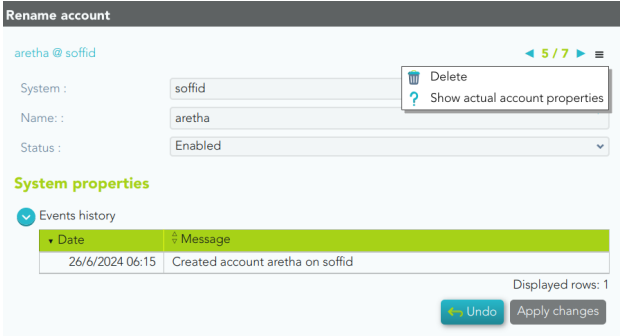 Rename account
aretha @ soffid
5 / 7
Delete
Show actual account properties
System :
soffid
Name: :
aretha
Status :
Enabled
System properties
Events history
Date
Message
26/6/2024 06:15
Created account aretha on soffid
Displayed rows: 1
Undo
Apply changes